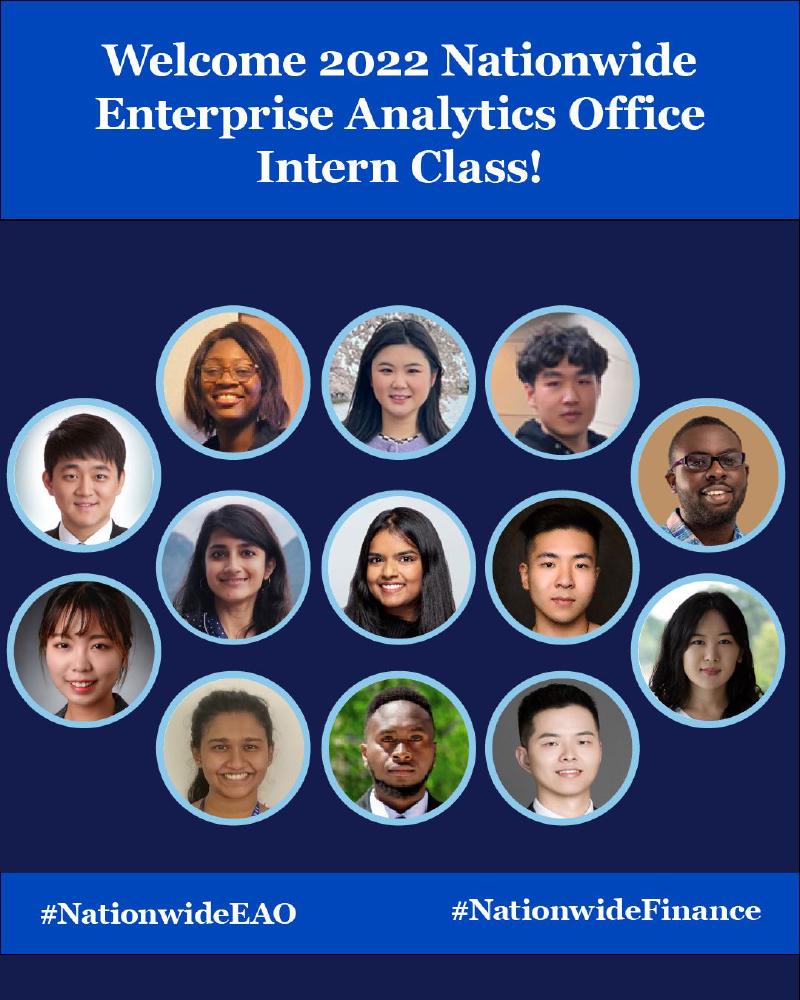 Welcome 2022 Nationwide
Enterprise Analytics Office
Intern Class!
#NationwideEAO
#NationwideFinance